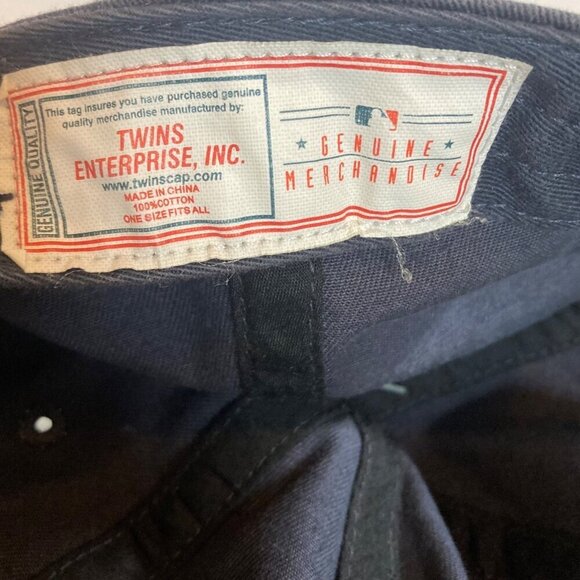 GENUINE QUALITY
This tag insures you have purchased genuine
quality merchandise manufactured by:
TWINS
ENTERPRISE, INC.
www.twinscap.com
MADE IN CHINA
100%COTTON
ONE SIZE FITS ALL
GENUINE
MERCHANDISE